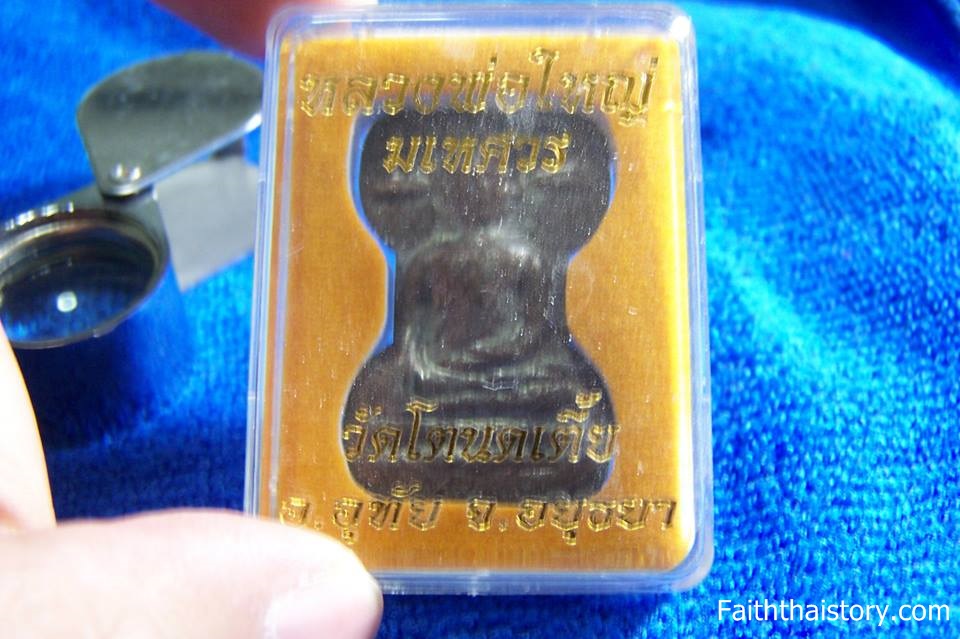 หลวงพ่อใหญ่
มเหศวร
วัดโตนดเตี้ย
อ.อุทัย จ.อยุธยา
Faiththaistory.com